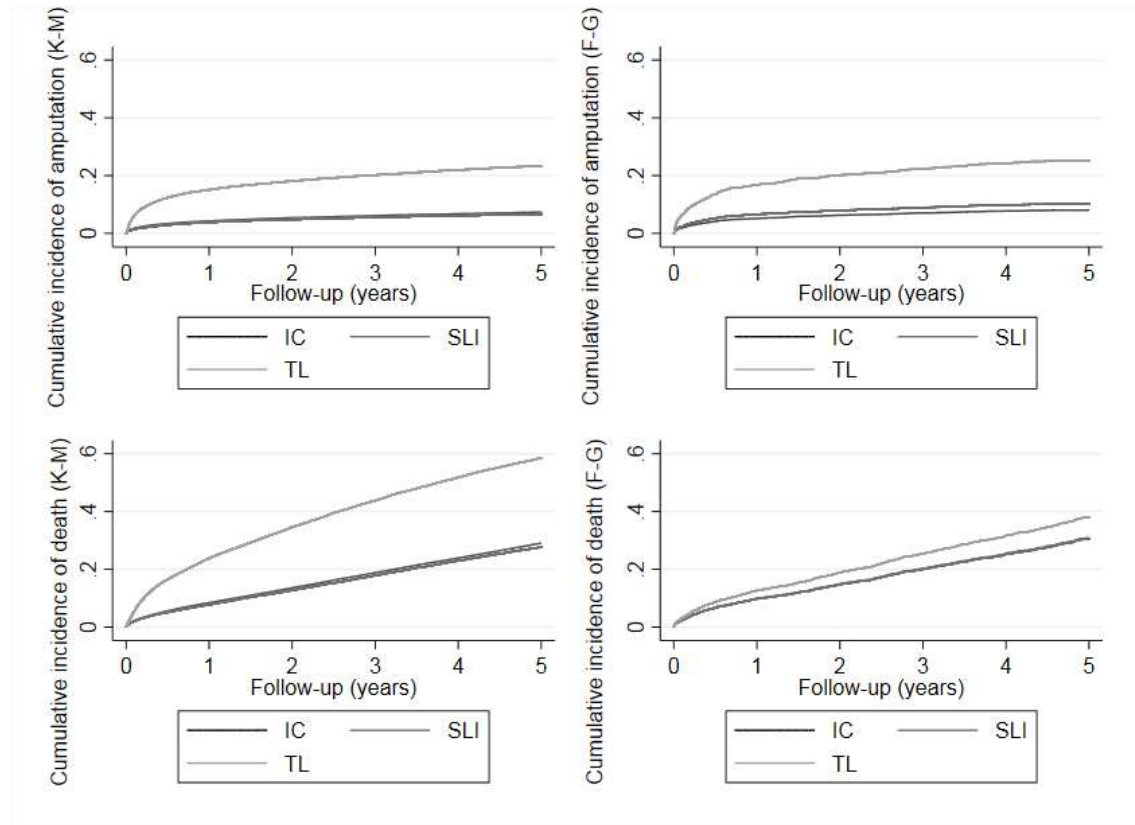 Cumulative incidence of amputation (K-M)
.6
.4
.2
0
0 1 2 3 4 5
Follow-up (years)
IC SLI
TL
Cumulative incidence of amputation (F-G)
.6
.4
.2
0
0 1 2 3 4 5
Follow-up (years)
IC SLI
TL
Cumulative incidence of death (K-M)
.6
.4
.2
0
0 1 2 3 4 5
Follow-up (years)
IC SLI
TL
Cumulative incidence of death (F-G)
.6
.4
.2
0
0 1 2 3 4 5
Follow-up (years)
IC SLI
TL